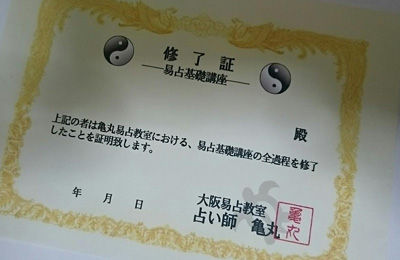 修了証
易占基礎講座
殿
上記の者は亀丸易占教室における、易占基礎講座の全過程を修了
したことを証明致します。
年 月 日
大阪易占教室
占い師 亀丸
亀丸